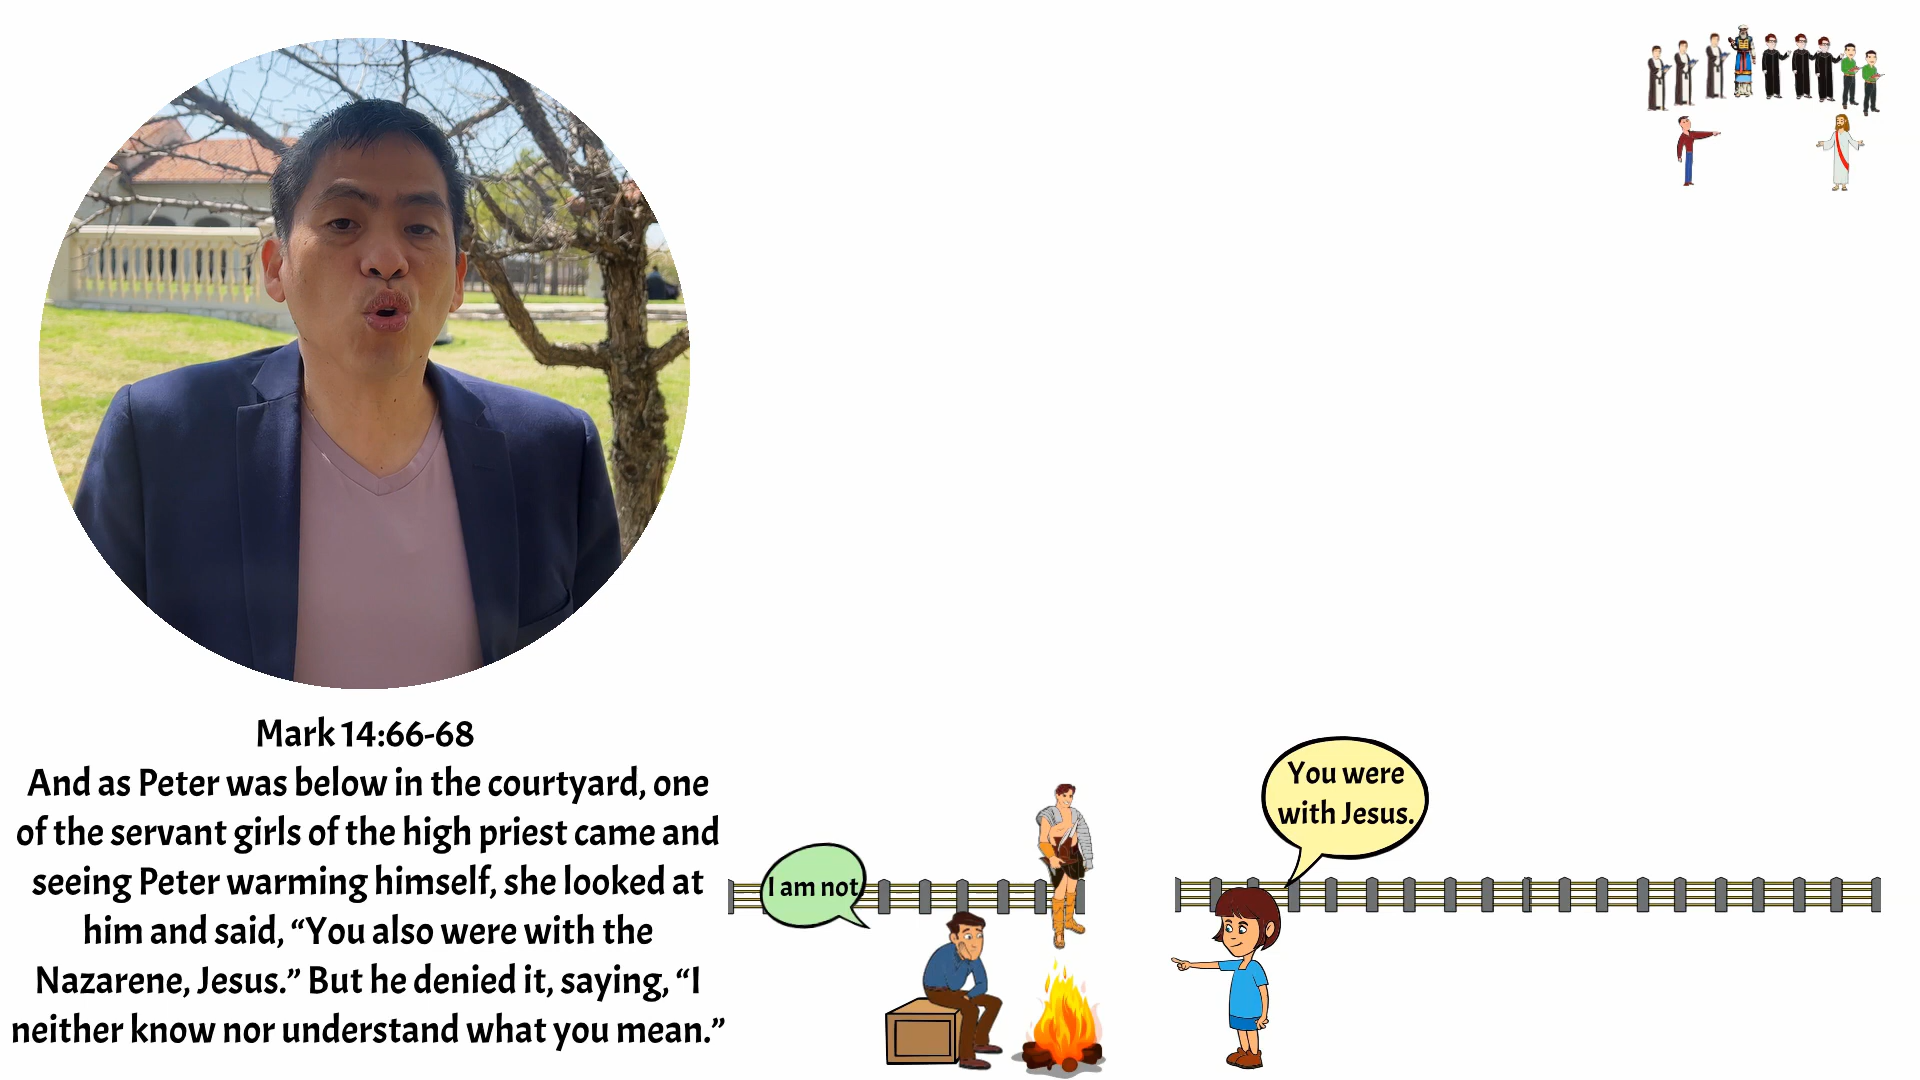 Mark 14:66-68
And as Peter was below in the courtyard, one
of the servant girls of the high priest came and
seeing Peter warming himself, she looked at
him and said, “You also were with the
Nazarene, Jesus.” But he denied it, saying, “I
neither know nor understand what you mean.”
I am not.
You were
with Jesus.